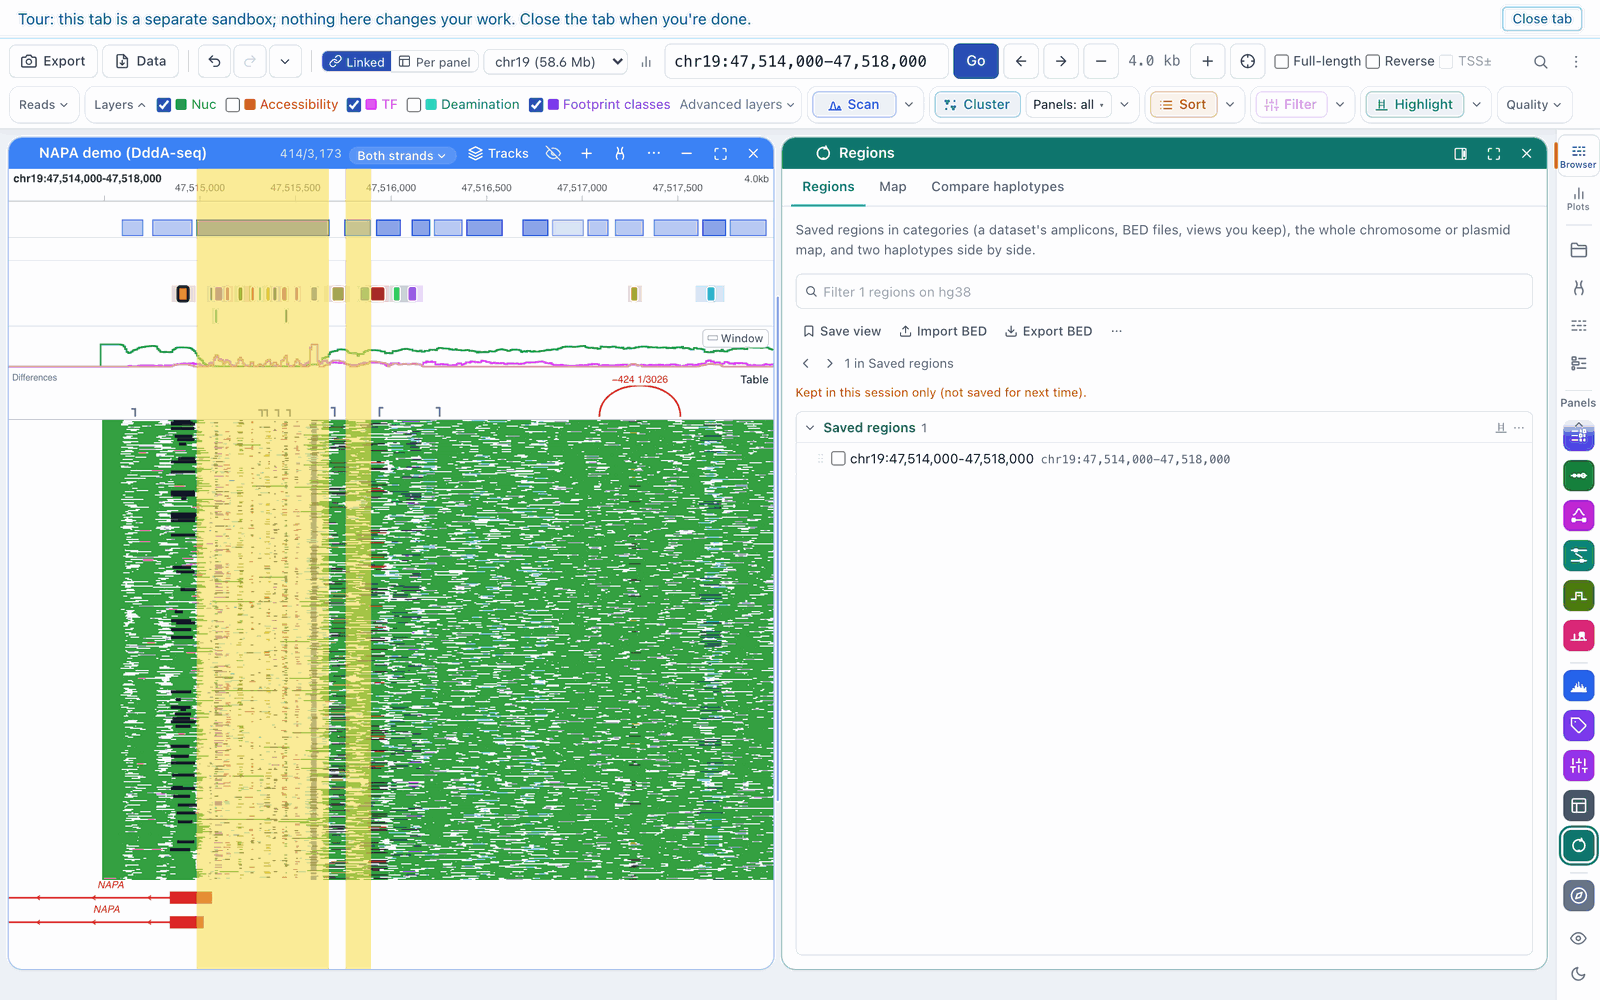 Tour: this tab is a separate sandbox; nothing here changes your work. Close the tab when you're done.
Close tab
Export
Data
Linked
Per panel
chr19 (58.6 Mb)
chr19:47,514,000–47,518,000
Go
4.0 kb
Full-length
Reverse
TSS±
Reads
Layers
Nuc
Accessibility
TF
Deamination
Footprint classes
Advanced layers
Scan
Cluster
Panels: all
Sort
Filter
Highlight
Quality
NAPA demo (DddA-seq)
414/3,173
Both strands
Tracks
chr19:47,514,000-47,518,000
4.0kb
47,515,000
47,515,500
47,516,000
47,516,500
47,517,000
47,517,500
Window
Differences
−424 1/3026
Table
NAPA
NAPA
Regions
Regions
Map
Compare haplotypes
Saved regions in categories (a dataset's amplicons, BED files, views you keep), the whole chromosome or plasmid
map, and two haplotypes side by side.
Filter 1 regions on hg38
Save view
Import BED
Export BED
1 in Saved regions
Kept in this session only (not saved for next time).
Saved regions 1
chr19:47,514,000-47,518,000 chr19:47,514,000–47,518,000
Browser
Plots
Panels